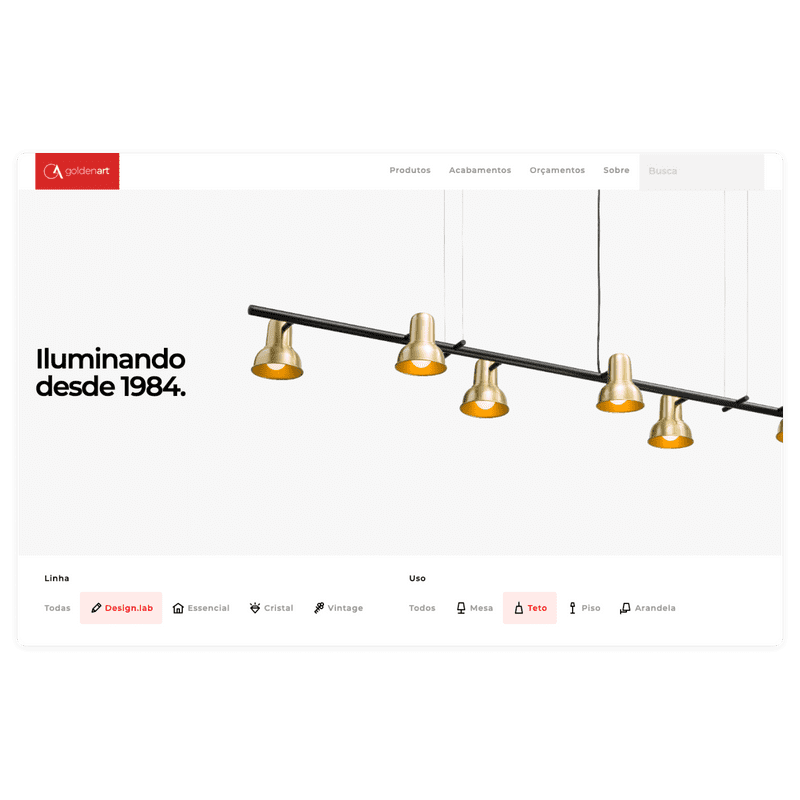 goldenart
Produtos Acabamentos Orçamentos Sobre Busca
Iluminando
desde 1984.
Linha
Todas Design.lab Essencial Cristal Vintage
Uso
Todos Mesa Teto Piso Arandela